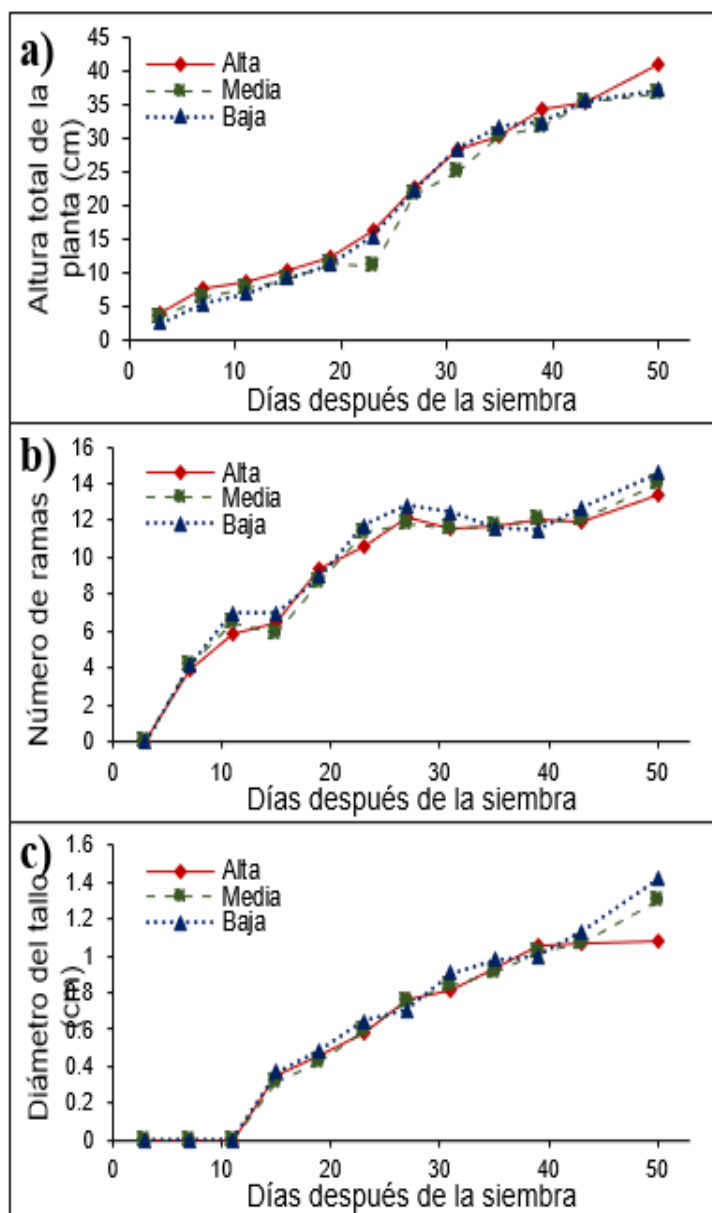 a)
Alta
Media
Baja
Altura total de la
planta (cm)
45
40
35
30
25
20
15
10
5
0
0 10 20 30 40 50
Días después de la siembra
b)
Alta
Media
Baja
Número de ramas
16
14
12
10
8
6
4
2
0
0 10 20 30 40 50
Días después de la siembra
c)
Alta
Media
Baja
Diámetro del tallo
(cm)
1.6
1.4
1.2
1
0.8
0.6
0.4
0.2
0
0 10 20 30 40 50
Días después de la siembra